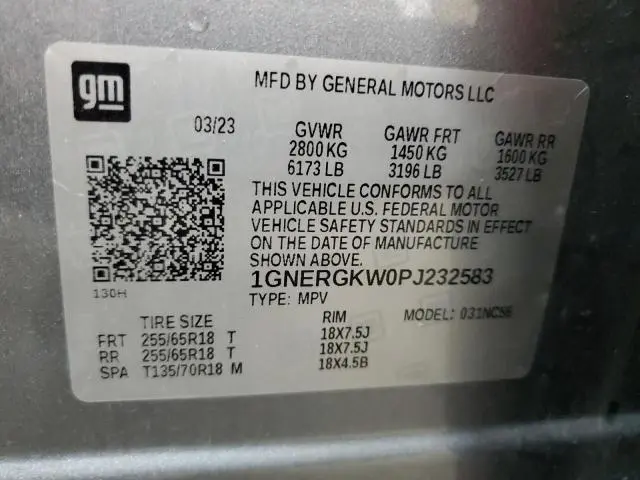 gm
MFD BY GENERAL MOTORS LLC
03/23 GVWR GAWR FRT GAWR RR
2800 KG 1450 KG 1600 KG
6173 LB 3196 LB 3527 LB
THIS VEHICLE CONFORMS TO ALL
APPLICABLE U.S. FEDERAL MOTOR
VEHICLE SAFETY STANDARDS IN EFFECT
ON THE DATE OF MANUFACTURE
SHOWN ABOVE.
1GNERGKW0PJ232583
130H
TYPE: MPV
TIRE SIZE RIM MODEL: 031NC56
FRT 255/65R18 T 18X7.5J
RR 255/65R18 T 18X7.5J
SPA T135/70R18 M 18X4.5B